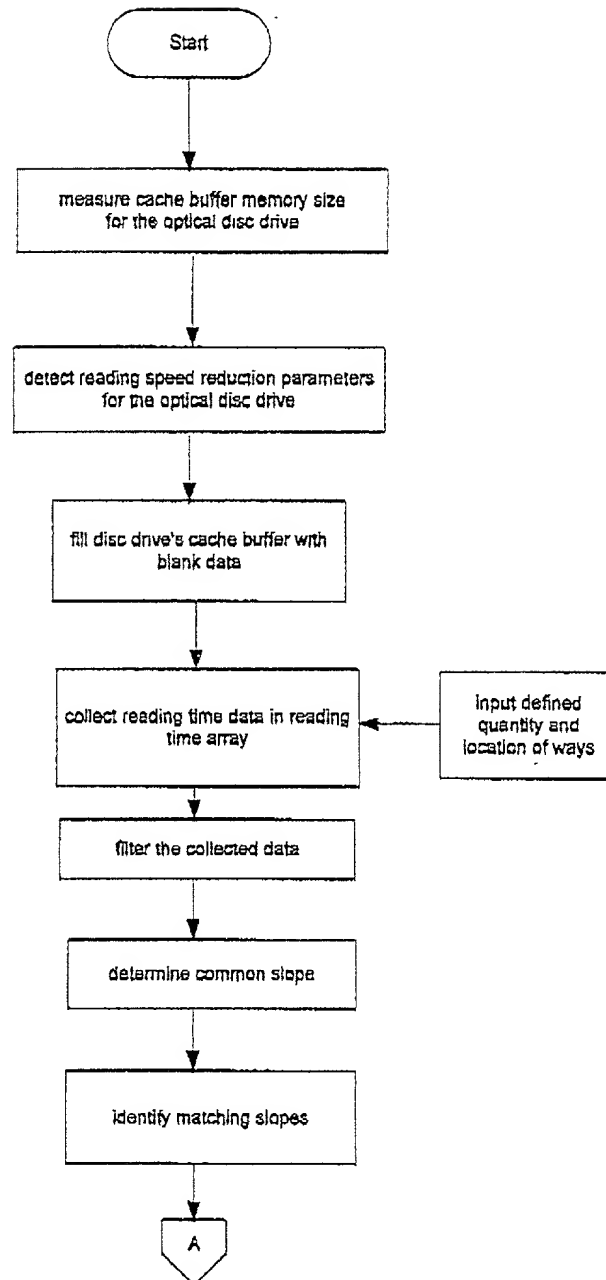 Start
measure cache buffer memory size
for the optical disc drive
detect reading speed reduction parameters
for the optical disc drive
fill disc drive's cache buffer with
blank data
collect reading time data in reading
time array
Input defined
quantity and
location of ways
filter the collected data
determine common slope
identify matching slopes
A